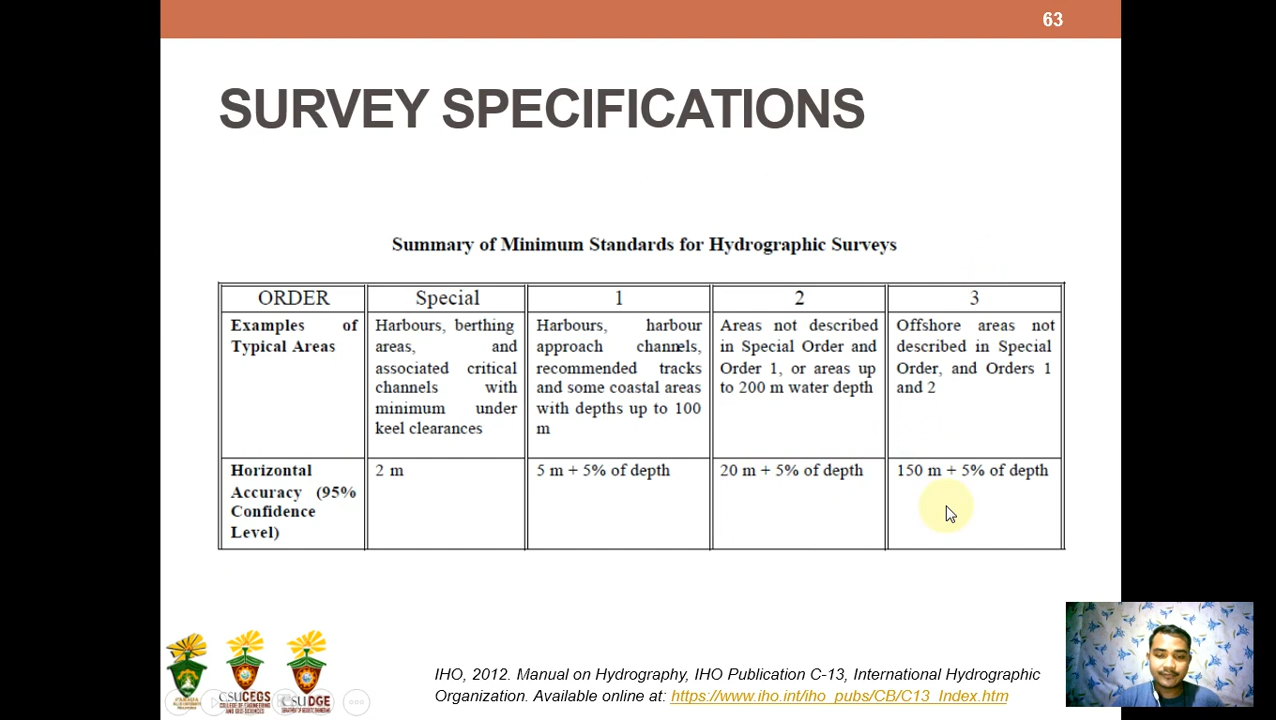 63
SURVEY SPECIFICATIONS
Summary of Minimum Standards for Hydrographic Surveys
ORDER
Special
1
2
3
Examples of
Typical Areas
Harbours, berthing
areas, and
associated critical
channels with
minimum under
keel clearances
Harbours, harbour
approach channels,
recommended tracks
and some coastal areas
with depths up to 100
m
Areas not described
in Special Order and
Order 1, or areas up
to 200 m water depth
Offshore areas not
described in Special
Order, and Orders 1
and 2
Horizontal
Accuracy (95%
Confidence
Level)
2 m
5 m + 5% of depth
20 m + 5% of depth
150 m + 5% of depth
CSUCEGS
COLLEGE OF ENGINEERING
AND GEO-SCIENCES
CSUDGE
IHO, 2012. Manual on Hydrography, IHO Publication C-13, International Hydrographic
Organization. Available online at: https://www.iho.int/iho_pubs/CB/C13_Index.htm